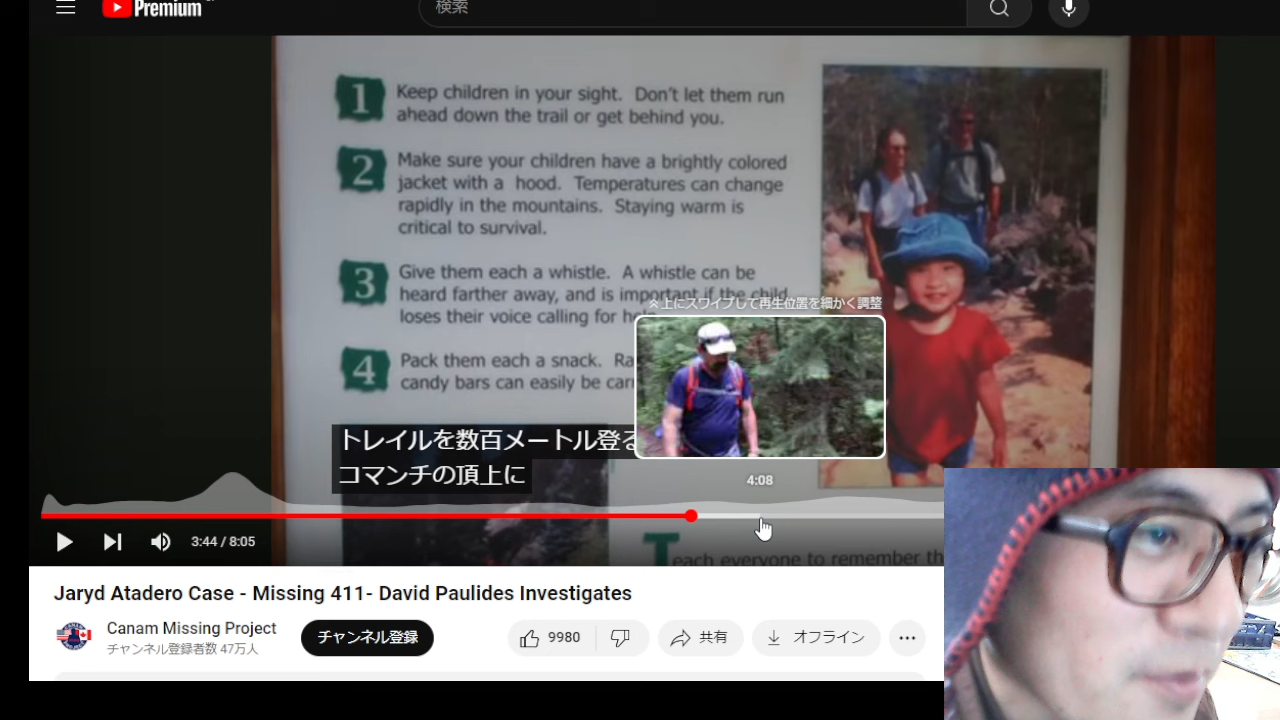 Premium
検索
1 Keep children in your sight. Don't let them run
ahead down the trail or get behind you.
2 Make sure your children have a brightly colored
jacket with a hood. Temperatures can change
rapidly in the mountains. Staying warm is
critical to survival.
3 Give them each a whistle. A whistle can be
heard farther away, and is important if the child
loses their voice calling for
上にスワイプして再生位置を細かく調整
4 Pack them each a snack.
candy bars can easily be
トレイルを数百メートル登る
コマンチの頂上に
4:08
3:44 / 8:05
Teach everyone to remember
Jaryd Atadero Case - Missing 411- David Paulides Investigates
Canam Missing Project
チャンネル登録者数 47万人
チャンネル登録
9980
共有
オフライン